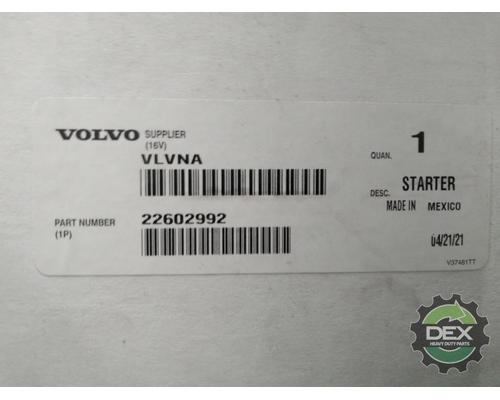 VOLVO SUPPLIER
(16V)
VLVNA
QUAN. 1
DESC. STARTER
MADE IN MEXICO
PART NUMBER
(1P)
22602992
04/21/21
V37481TT
DEX
HEAVY DUTY PARTS